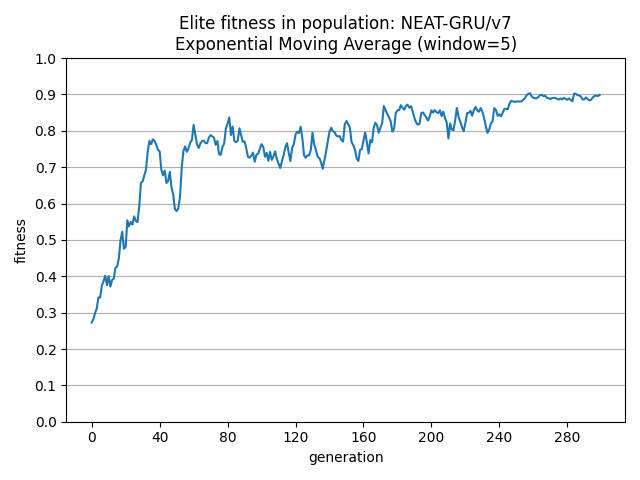 Elite fitness in population: NEAT-GRU/v7
Exponential Moving Average (window=5)
1.0
0.9
0.8
0.7
0.6
0.5
0.4
0.3
0.2
0.1
0.0
fitness
0 40 80 120 160 200 240 280
generation